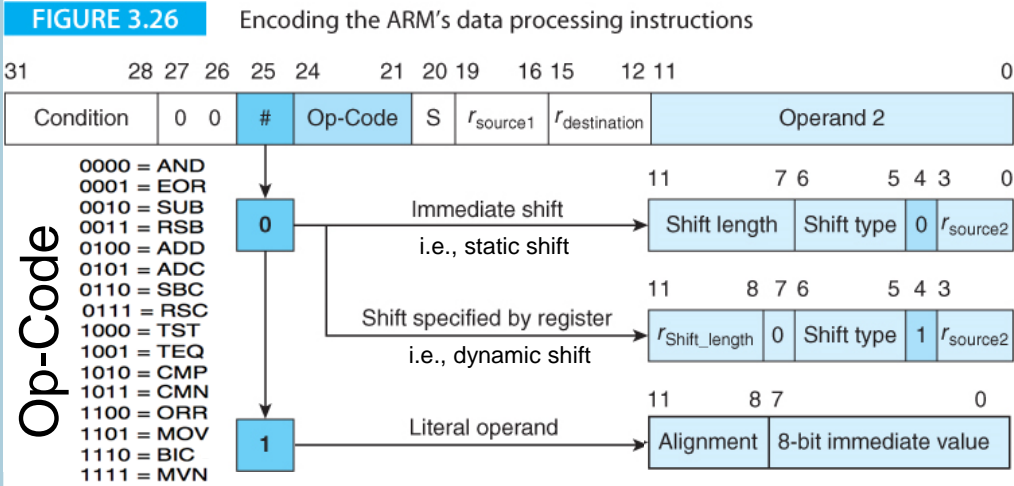 FIGURE 3.26 Encoding the ARM's data processing instructions
31 28 27 26 25 24 21 20 19 16 15 12 11 0
Condition 0 0 # Op-Code S rsource1 rdestination Operand 2
Op-Code
0000 = AND
0001 = EOR
0010 = SUB
0011 = RSB
0100 = ADD
0101 = ADC
0110 = SBC
0111 = RSC
1000 = TST
1001 = TEQ
1010 = CMP
1011 = CMN
1100 = ORR
1101 = MOV
1110 = BIC
1111 = MVN
11 7 6 5 4 3 0
0 Immediate shift Shift length Shift type 0 rsource2
i.e., static shift
11 8 7 6 5 4 3
Shift specified by register rShift_length 0 Shift type 1 rsource2
i.e., dynamic shift
11 8 7 0
1 Literal operand Alignment 8-bit immediate value